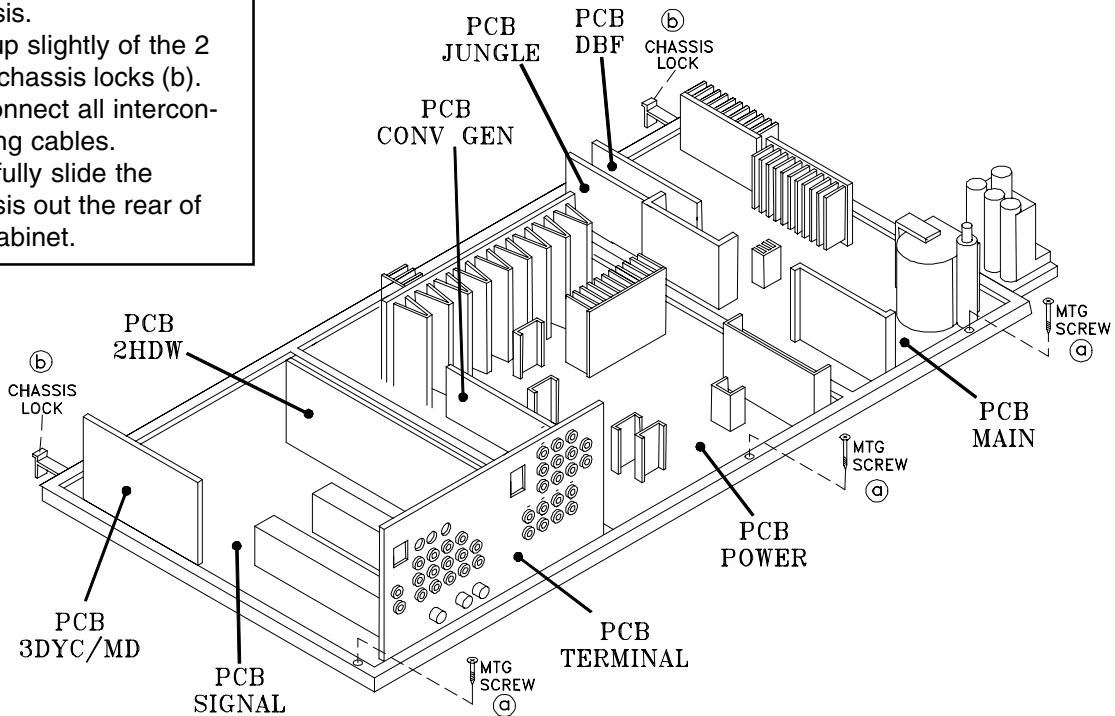 sis.
up slightly of the 2
chassis locks (b).
onnect all intercon-
ng cables.
fully slide the
sis out the rear of
abinet.
PCB
JUNGLE
PCB
DBF
b
CHASSIS
LOCK
PCB
CONV GEN
PCB
2HDW
b
CHASSIS
LOCK
MTG
SCREW
a
PCB
MAIN
MTG
SCREW
a
PCB
POWER
PCB
TERMINAL
PCB
3DYC/MD
PCB
SIGNAL
MTG
SCREW
a